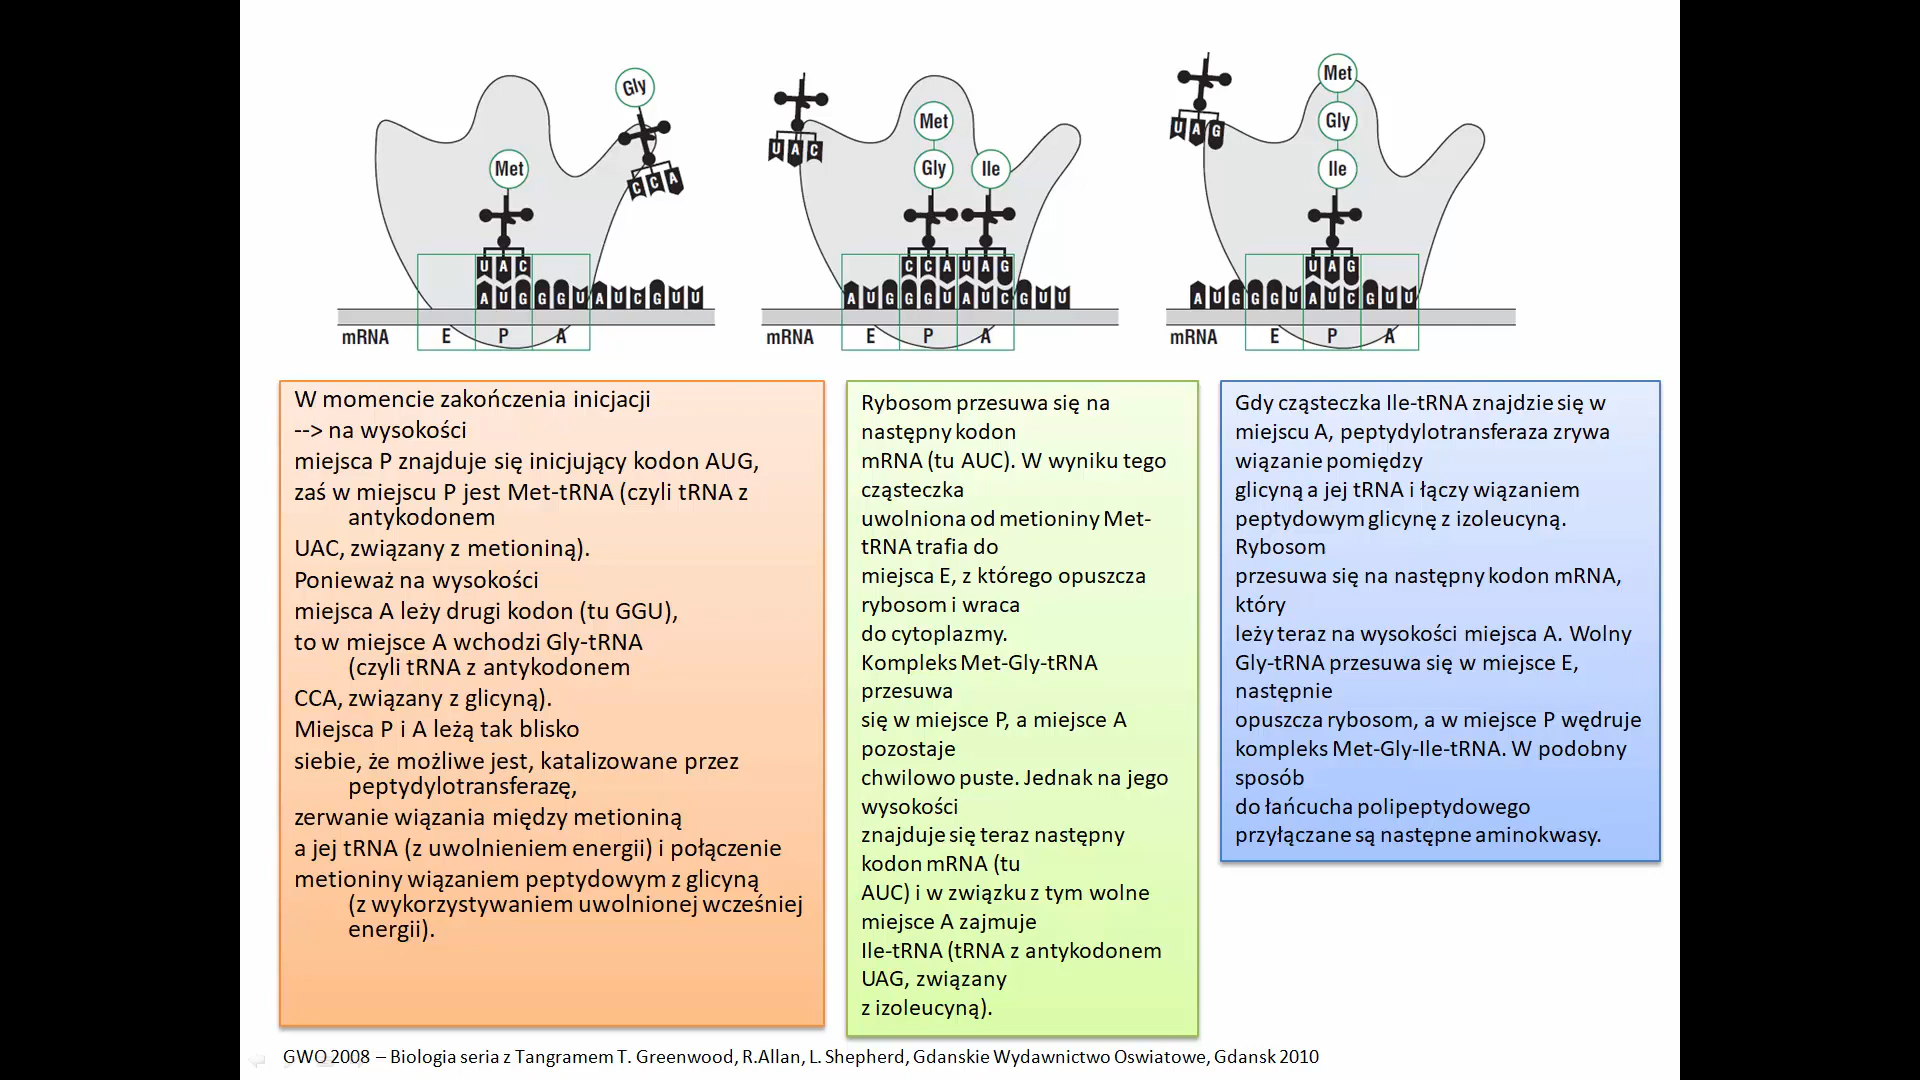 Gly
Met
C C A
U A C
A U G G G U A U C G U U
mRNA E P A
Met
Gly Ile
U A C
C C A U A G
A U G G G U A U C G U U
mRNA E P A
Met
Gly
Ile
U A G
U A G
A U G G G U A U C G U U
mRNA E P A
W momencie zakończenia inicjacji
--> na wysokości
miejsca P znajduje się inicjujący kodon AUG,
zaś w miejscu P jest Met-tRNA (czyli tRNA z
antykodonem
UAC, związany z metioniną).
Ponieważ na wysokości
miejsca A leży drugi kodon (tu GGU),
to w miejsce A wchodzi Gly-tRNA
(czyli tRNA z antykodonem
CCA, związany z glicyną).
Miejsca P i A leżą tak blisko
siebie, że możliwe jest, katalizowane przez
peptydylotransferazę,
zerwanie wiązania między metioniną
a jej tRNA (z uwolnieniem energii) i połączenie
metioniny wiązaniem peptydowym z glicyną
(z wykorzystywaniem uwolnionej wcześniej
energii).
Rybosom przesuwa się na
następny kodon
mRNA (tu AUC). W wyniku tego
cząsteczka
uwolniona od metioniny Met-
tRNA trafia do
miejsca E, z którego opuszcza
rybosom i wraca
do cytoplazmy.
Kompleks Met-Gly-tRNA
przesuwa
się w miejsce P, a miejsce A
pozostaje
chwilowo puste. Jednak na jego
wysokości
znajduje się teraz następny
kodon mRNA (tu
AUC) i w związku z tym wolne
miejsce A zajmuje
Ile-tRNA (tRNA z antykodonem
UAG, związany
z izoleucyną).
Gdy cząsteczka Ile-tRNA znajdzie się w
miejscu A, peptydylotransferaza zrywa
wiązanie pomiędzy
glicyną a jej tRNA i łączy wiązaniem
peptydowym glicynę z izoleucyną.
Rybosom
przesuwa się na następny kodon mRNA,
który
leży teraz na wysokości miejsca A. Wolny
Gly-tRNA przesuwa się w miejsce E,
następnie
opuszcza rybosom, a w miejsce P wędruje
kompleks Met-Gly-Ile-tRNA. W podobny
sposób
do łańcucha polipeptydowego
przyłączane są następne aminokwasy.
GWO 2008 – Biologia seria z Tangramem T. Greenwood, R.Allan, L. Shepherd, Gdanskie Wydawnictwo Oswiatowe, Gdansk 2010